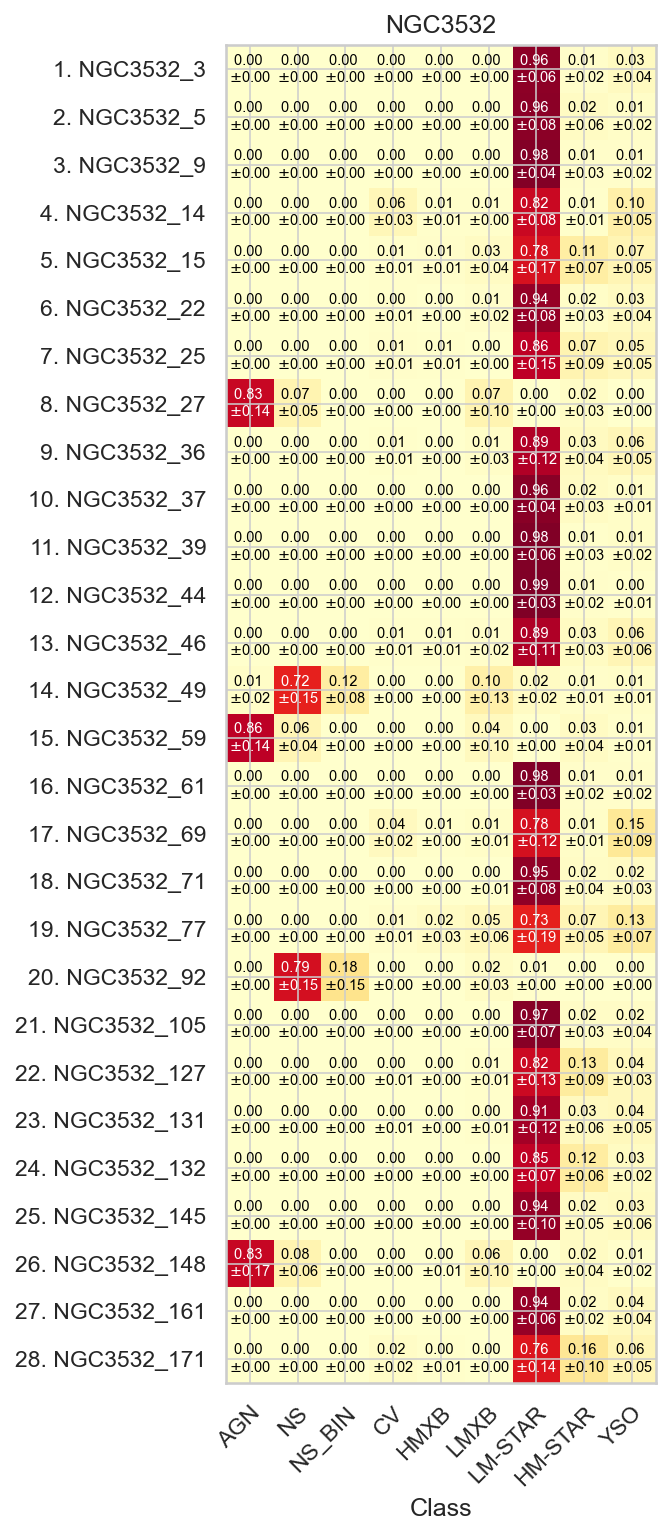 NGC3532
1. NGC3532_3 0.00 0.00 0.00 0.00 0.00 0.00 0.96 0.01 0.03
±0.00 ±0.00 ±0.00 ±0.00 ±0.00 ±0.00 ±0.06 ±0.02 ±0.04
2. NGC3532_5 0.00 0.00 0.00 0.00 0.00 0.00 0.96 0.02 0.01
±0.00 ±0.00 ±0.00 ±0.00 ±0.00 ±0.00 ±0.08 ±0.06 ±0.02
3. NGC3532_9 0.00 0.00 0.00 0.00 0.00 0.00 0.98 0.01 0.01
±0.00 ±0.00 ±0.00 ±0.00 ±0.00 ±0.00 ±0.04 ±0.03 ±0.02
4. NGC3532_14 0.00 0.00 0.00 0.06 0.01 0.01 0.82 0.01 0.10
±0.00 ±0.00 ±0.00 ±0.03 ±0.01 ±0.00 ±0.08 ±0.01 ±0.05
5. NGC3532_15 0.00 0.00 0.00 0.01 0.01 0.03 0.78 0.11 0.07
±0.00 ±0.00 ±0.00 ±0.01 ±0.01 ±0.04 ±0.17 ±0.07 ±0.05
6. NGC3532_22 0.00 0.00 0.00 0.00 0.00 0.01 0.94 0.02 0.03
±0.00 ±0.00 ±0.00 ±0.01 ±0.00 ±0.02 ±0.08 ±0.03 ±0.04
7. NGC3532_25 0.00 0.00 0.00 0.01 0.01 0.00 0.86 0.07 0.05
±0.00 ±0.00 ±0.00 ±0.01 ±0.01 ±0.00 ±0.15 ±0.09 ±0.05
8. NGC3532_27 0.83 0.07 0.00 0.00 0.00 0.07 0.00 0.02 0.00
±0.14 ±0.05 ±0.00 ±0.00 ±0.00 ±0.10 ±0.00 ±0.03 ±0.00
9. NGC3532_36 0.00 0.00 0.00 0.01 0.00 0.01 0.89 0.03 0.06
±0.00 ±0.00 ±0.00 ±0.01 ±0.00 ±0.03 ±0.12 ±0.04 ±0.05
10. NGC3532_37 0.00 0.00 0.00 0.00 0.00 0.00 0.96 0.02 0.01
±0.00 ±0.00 ±0.00 ±0.00 ±0.00 ±0.00 ±0.04 ±0.03 ±0.01
11. NGC3532_39 0.00 0.00 0.00 0.00 0.00 0.00 0.98 0.01 0.01
±0.00 ±0.00 ±0.00 ±0.00 ±0.00 ±0.00 ±0.06 ±0.03 ±0.02
12. NGC3532_44 0.00 0.00 0.00 0.00 0.00 0.00 0.99 0.01 0.00
±0.00 ±0.00 ±0.00 ±0.00 ±0.00 ±0.00 ±0.03 ±0.02 ±0.01
13. NGC3532_46 0.00 0.00 0.00 0.01 0.01 0.01 0.89 0.03 0.06
±0.00 ±0.00 ±0.00 ±0.01 ±0.01 ±0.02 ±0.11 ±0.03 ±0.06
14. NGC3532_49 0.01 0.72 0.12 0.00 0.00 0.10 0.02 0.01 0.01
±0.02 ±0.15 ±0.08 ±0.00 ±0.00 ±0.13 ±0.02 ±0.01 ±0.01
15. NGC3532_59 0.86 0.06 0.00 0.00 0.00 0.04 0.00 0.03 0.01
±0.14 ±0.04 ±0.00 ±0.00 ±0.00 ±0.10 ±0.00 ±0.04 ±0.01
16. NGC3532_61 0.00 0.00 0.00 0.00 0.00 0.00 0.98 0.01 0.01
±0.00 ±0.00 ±0.00 ±0.00 ±0.00 ±0.00 ±0.03 ±0.02 ±0.02
17. NGC3532_69 0.00 0.00 0.00 0.04 0.01 0.01 0.78 0.01 0.15
±0.00 ±0.00 ±0.00 ±0.02 ±0.00 ±0.01 ±0.12 ±0.01 ±0.09
18. NGC3532_71 0.00 0.00 0.00 0.00 0.00 0.00 0.95 0.02 0.02
±0.00 ±0.00 ±0.00 ±0.00 ±0.00 ±0.01 ±0.08 ±0.04 ±0.03
19. NGC3532_77 0.00 0.00 0.00 0.01 0.02 0.05 0.73 0.07 0.13
±0.00 ±0.00 ±0.00 ±0.01 ±0.03 ±0.06 ±0.19 ±0.05 ±0.07
20. NGC3532_92 0.00 0.79 0.18 0.00 0.00 0.02 0.01 0.00 0.00
±0.00 ±0.15 ±0.15 ±0.00 ±0.00 ±0.03 ±0.00 ±0.00 ±0.00
21. NGC3532_105 0.00 0.00 0.00 0.00 0.00 0.00 0.97 0.02 0.02
±0.00 ±0.00 ±0.00 ±0.00 ±0.00 ±0.00 ±0.07 ±0.03 ±0.04
22. NGC3532_127 0.00 0.00 0.00 0.00 0.00 0.01 0.82 0.13 0.04
±0.00 ±0.00 ±0.00 ±0.01 ±0.00 ±0.01 ±0.13 ±0.09 ±0.03
23. NGC3532_131 0.00 0.00 0.00 0.00 0.00 0.00 0.91 0.03 0.04
±0.00 ±0.00 ±0.00 ±0.01 ±0.00 ±0.01 ±0.12 ±0.06 ±0.05
24. NGC3532_132 0.00 0.00 0.00 0.00 0.00 0.00 0.85 0.12 0.03
±0.00 ±0.00 ±0.00 ±0.00 ±0.00 ±0.00 ±0.07 ±0.06 ±0.02
25. NGC3532_145 0.00 0.00 0.00 0.00 0.00 0.00 0.94 0.02 0.03
±0.00 ±0.00 ±0.00 ±0.00 ±0.00 ±0.00 ±0.10 ±0.05 ±0.06
26. NGC3532_148 0.83 0.08 0.00 0.00 0.00 0.06 0.00 0.02 0.01
±0.17 ±0.06 ±0.00 ±0.00 ±0.01 ±0.10 ±0.00 ±0.04 ±0.02
27. NGC3532_161 0.00 0.00 0.00 0.00 0.00 0.00 0.94 0.02 0.04
±0.00 ±0.00 ±0.00 ±0.00 ±0.00 ±0.00 ±0.06 ±0.02 ±0.04
28. NGC3532_171 0.00 0.00 0.00 0.02 0.00 0.00 0.76 0.16 0.06
±0.00 ±0.00 ±0.00 ±0.02 ±0.01 ±0.00 ±0.14 ±0.10 ±0.05
AGN NS NS_BIN CV HMXB LMXB LM-STAR HM-STAR YSO
Class